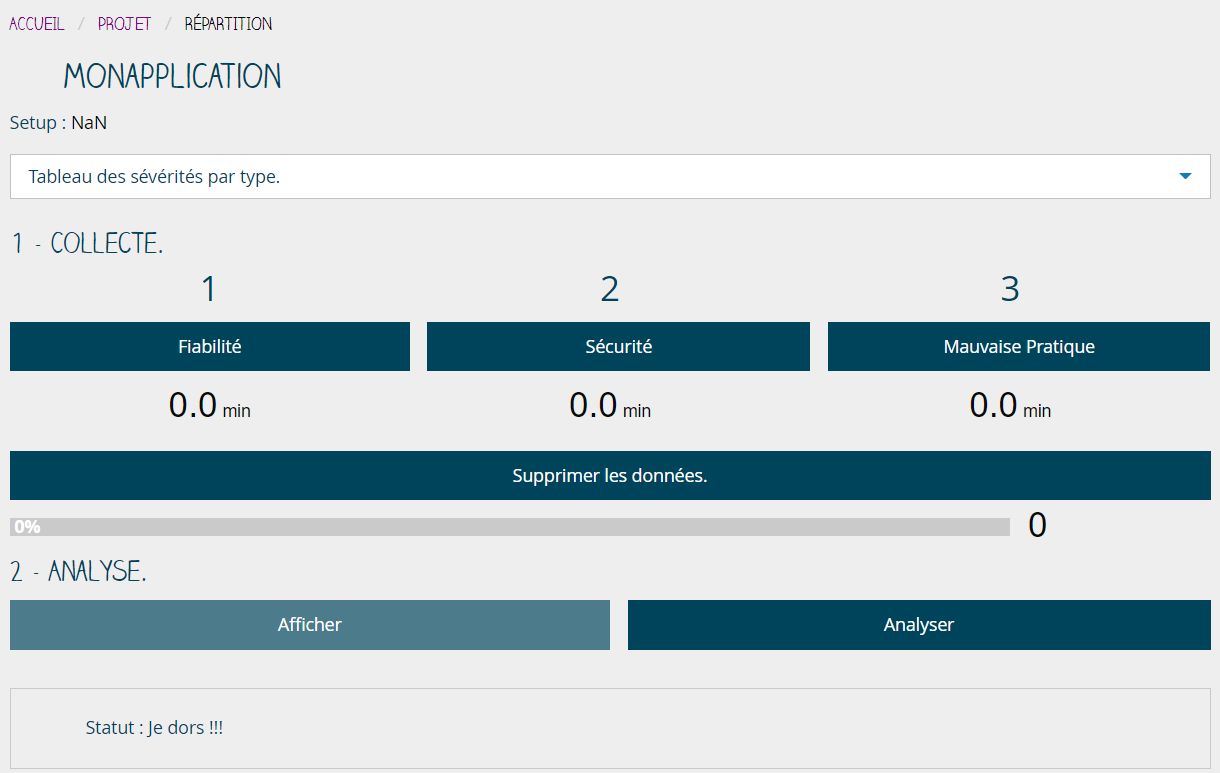 ACCUEIL / PROJET / RÉPARTITION
MONAPPLICATION
Setup : NaN
Tableau des sévérités par type.
1 - COLLECTE.
1 2 3
Fiabilité Sécurité Mauvaise Pratique
0.0 min 0.0 min 0.0 min
Supprimer les données.
0% 0
2 - ANALYSE.
Afficher Analyser
Statut : Je dors !!!